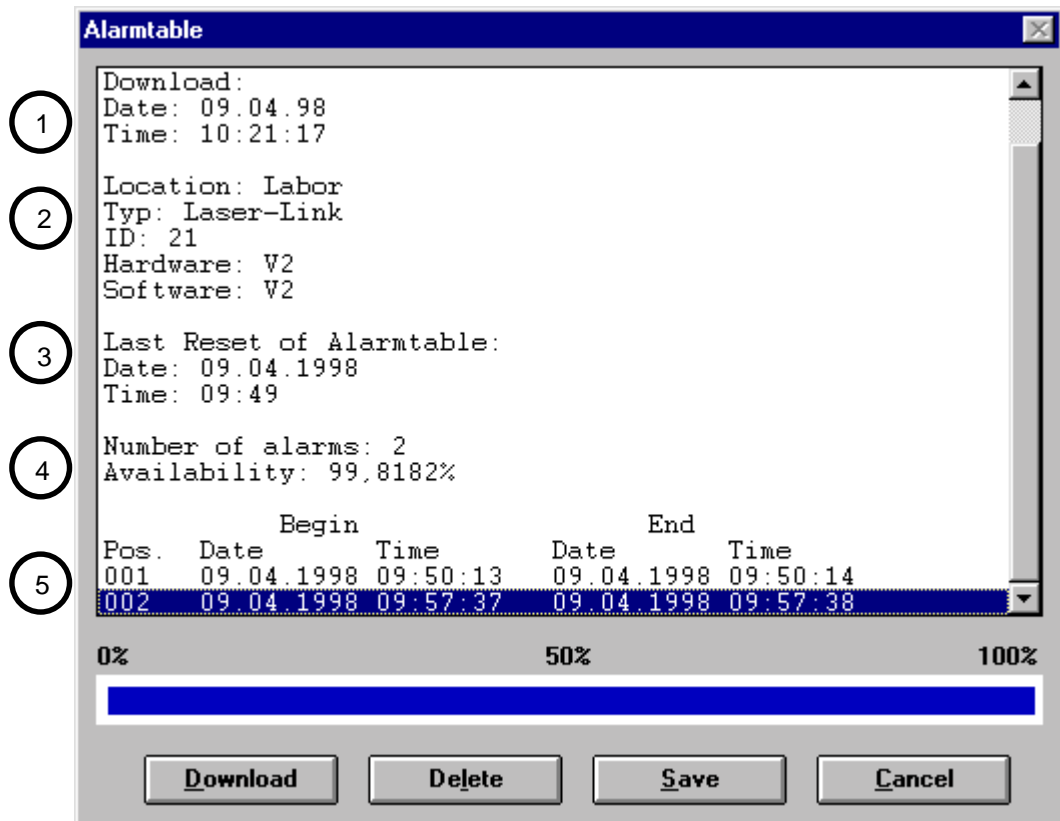 Alarmtable
Download:
1
Date: 09.04.98
Time: 10:21:17
Location: Labor
2
Typ: Laser-Link
ID: 21
Hardware: V2
Software: V2
Last Reset of Alarmtable:
3
Date: 09.04.1998
Time: 09:49
Number of alarms: 2
4
Availability: 99,8182%
Begin End
Pos. Date Time Date Time
5
001 09.04.1998 09:50:13 09.04.1998 09:50:14
002 09.04.1998 09:57:37 09.04.1998 09:57:38
0% 50% 100%
Download Delete Save Cancel